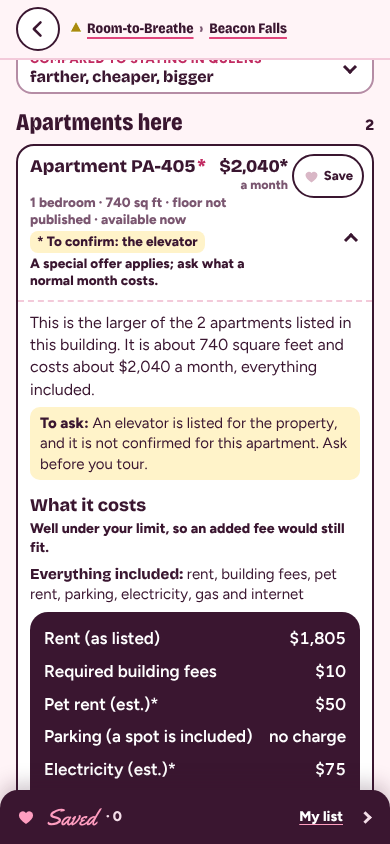 Room-to-Breathe › Beacon Falls
COMPARED TO STAYING IN QUEENS
farther, cheaper, bigger
Apartments here 2
Apartment PA-405* $2,040*
a month
Save
1 bedroom · 740 sq ft · floor not
published · available now
* To confirm: the elevator
A special offer applies; ask what a
normal month costs.
This is the larger of the 2 apartments listed in
this building. It is about 740 square feet and
costs about $2,040 a month, everything
included.
To ask: An elevator is listed for the property,
and it is not confirmed for this apartment. Ask
before you tour.
What it costs
Well under your limit, so an added fee would still
fit.
Everything included: rent, building fees, pet
rent, parking, electricity, gas and internet
Rent (as listed) $1,805
Required building fees $10
Pet rent (est.)* $50
Parking (a spot is included) no charge
Electricity (est.)* $75
Saved · 0 My list